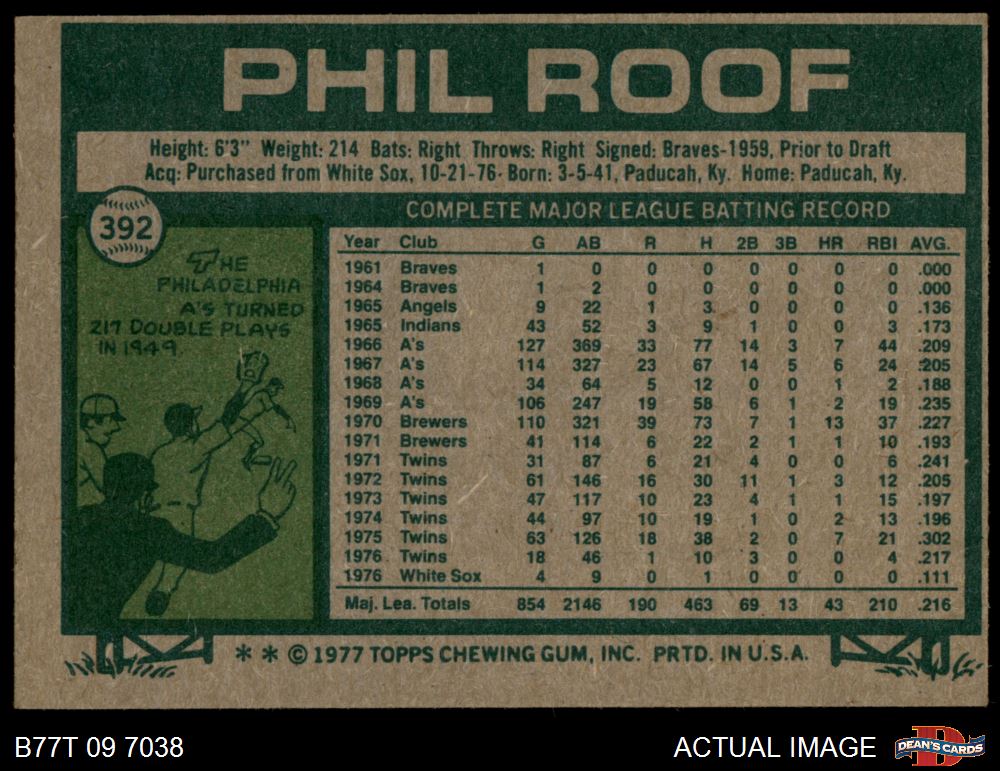 PHIL ROOF
Height: 6'3" Weight: 214 Bats: Right Throws: Right Signed: Braves-1959, Prior to Draft
Acq: Purchased from White Sox, 10-21-76. Born: 3-5-41, Paducah, Ky. Home: Paducah, Ky.
392
THE
PHILADELPHIA
A'S TURNED
217 DOUBLE PLAYS
IN 1949.
COMPLETE MAJOR LEAGUE BATTING RECORD
Year Club G AB R H 2B 3B HR RBI AVG.
1961 Braves 1 0 0 0 0 0 0 0 .000
1964 Braves 1 2 0 0 0 0 0 0 .000
1965 Angels 9 22 1 3 0 0 0 0 .136
1965 Indians 43 52 3 9 1 0 0 3 .173
1966 A's 127 369 33 77 14 3 7 44 .209
1967 A's 114 327 23 67 14 5 6 24 .205
1968 A's 34 64 5 12 0 0 1 2 .188
1969 A's 106 247 19 58 6 1 2 19 .235
1970 Brewers 110 321 39 73 7 1 13 37 .227
1971 Brewers 41 114 6 22 2 1 1 10 .193
1971 Twins 31 87 6 21 4 0 0 6 .241
1972 Twins 61 146 16 30 11 1 3 12 .205
1973 Twins 47 117 10 23 4 1 1 15 .197
1974 Twins 44 97 10 19 1 0 2 13 .196
1975 Twins 63 126 18 38 2 0 7 21 .302
1976 Twins 18 46 1 10 3 0 0 4 .217
1976 White Sox 4 9 0 1 0 0 0 0 .111
Maj. Lea. Totals 854 2146 190 463 69 13 43 210 .216
** © 1977 TOPPS CHEWING GUM, INC. PRTD. IN U.S.A.
B77T 09 7038
ACTUAL IMAGE
D
DEAN'S CARDS